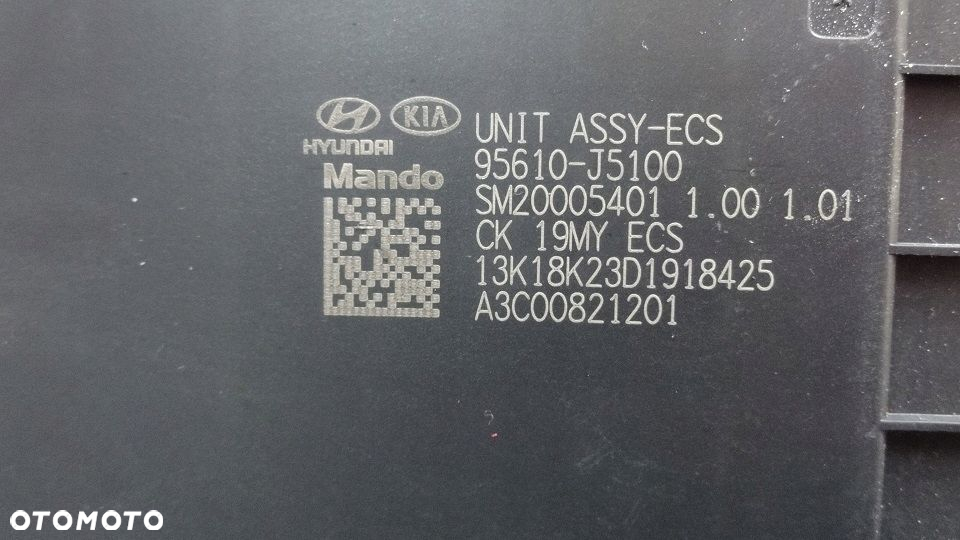 HYUNDAI
KIA
Mando
UNIT ASSY-ECS
95610-J5100
SM20005401 1.00 1.01
CK 19MY ECS
13K18K23D1918425
A3C00821201
OTOMOTO